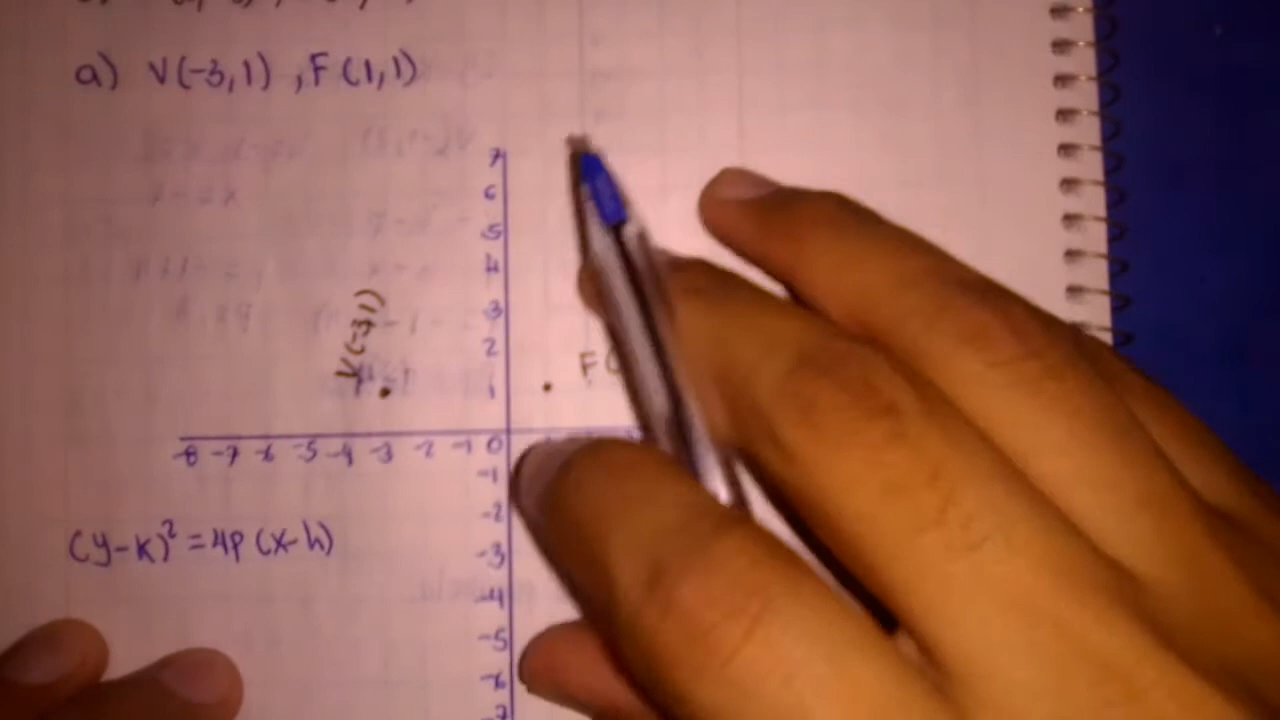 a) V(-3,1) , F(1,1)
7
6
5
4
3
2
1
V(-3,1)
F(
-8 -7 -6 -5 -4 -3 -2 -1 0
-1
-2
-3
-4
-5
-6
-7
(y-k)²=4p(x-h)